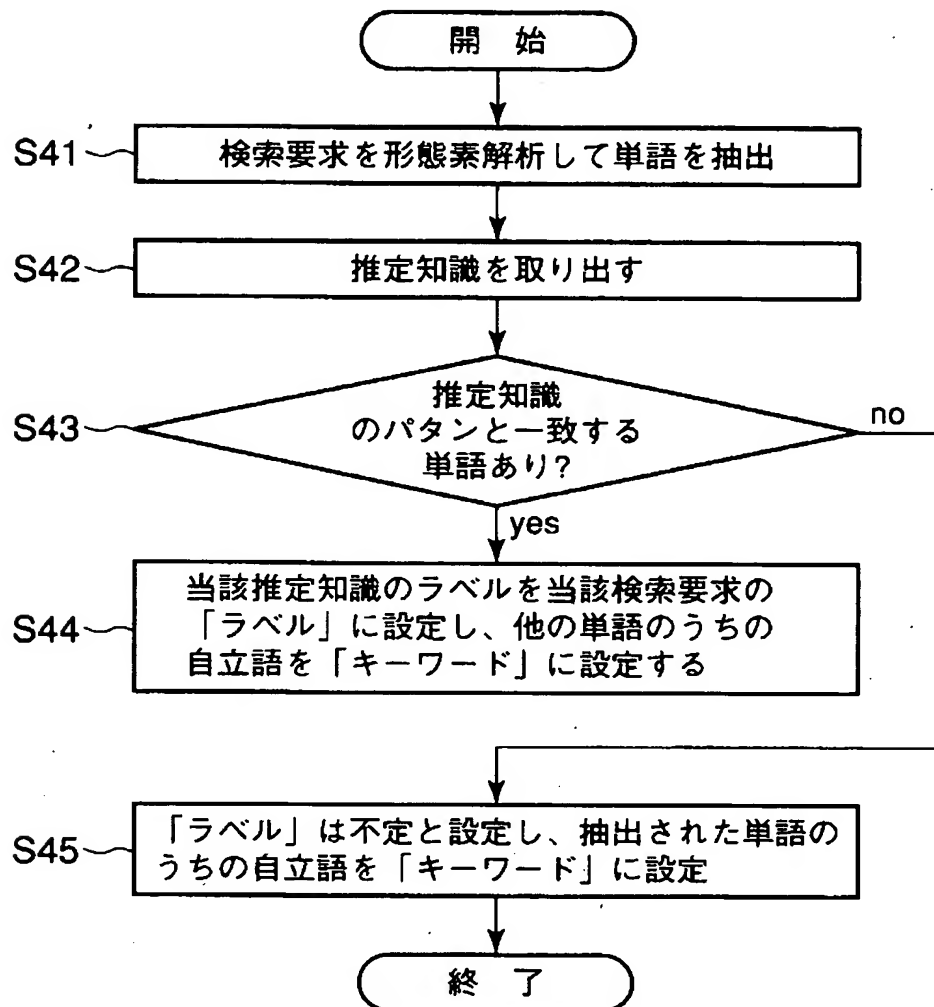 開 始
S41
検索要求を形態素解析して単語を抽出
S42
推定知識を取り出す
S43
推定知識
のパタンと一致する
単語あり?
no
yes
S44
当該推定知識のラベルを当該検索要求の
「ラベル」に設定し、他の単語のうちの
自立語を「キーワード」に設定する
S45
「ラベル」は不定と設定し、抽出された単語の
うちの自立語を「キーワード」に設定
終 了